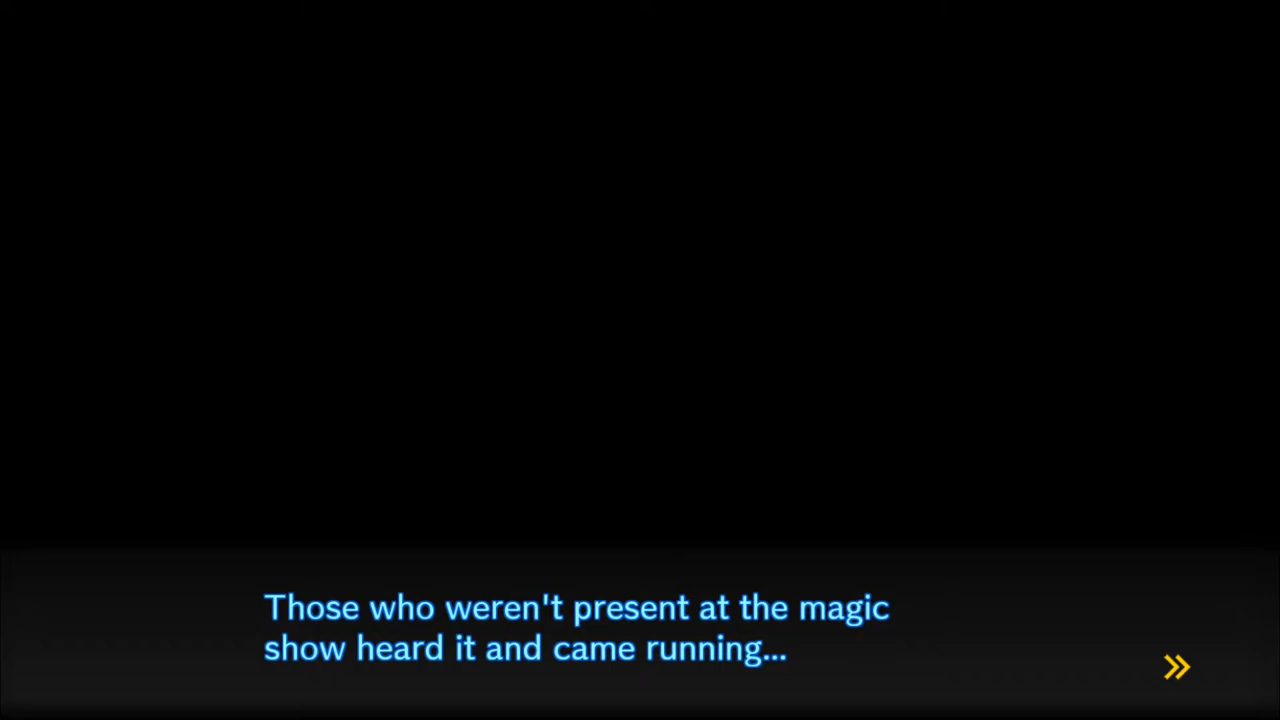 Those who weren't present at the magic
show heard it and came running...